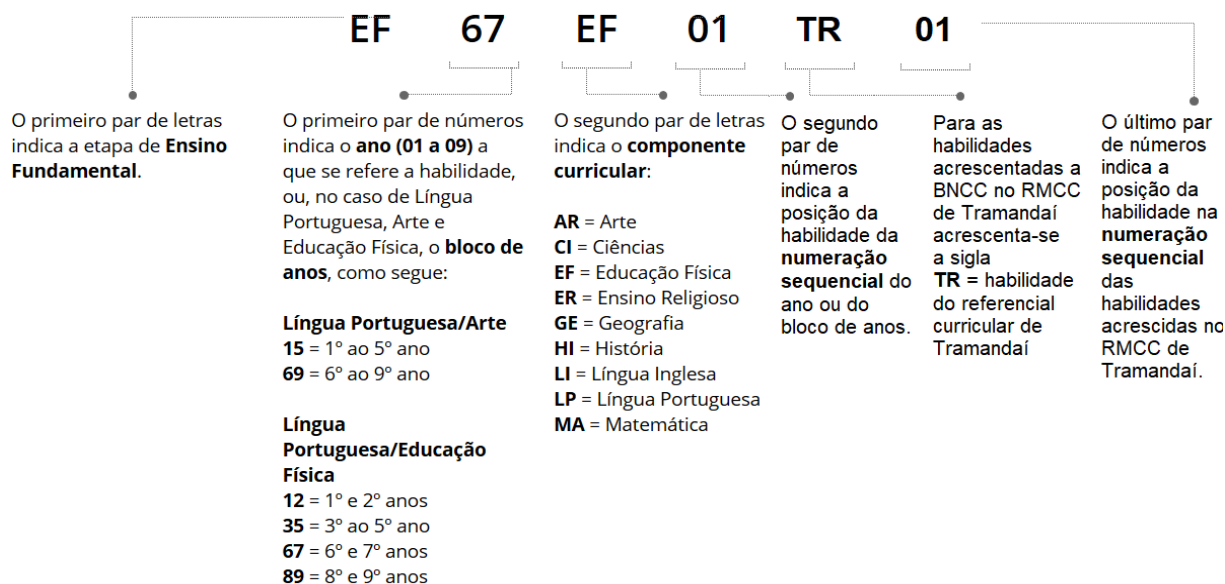 EF 67 EF 01 TR 01
O primeiro par de letras
indica a etapa de Ensino
Fundamental.
O primeiro par de números
indica o ano (01 a 09) a
que se refere a habilidade,
ou, no caso de Língua
Portuguesa, Arte e
Educação Física, o bloco de
anos, como segue:
Língua Portuguesa/Arte
15 = 1º ao 5º ano
69 = 6º ao 9º ano
Língua
Portuguesa/Educação
Física
12 = 1º e 2º anos
35 = 3º ao 5º ano
67 = 6º e 7º anos
89 = 8º e 9º anos
O segundo par de letras
indica o componente
curricular:
AR = Arte
CI = Ciências
EF = Educação Física
ER = Ensino Religioso
GE = Geografia
HI = História
LI = Língua Inglesa
LP = Língua Portuguesa
MA = Matemática
O segundo
par de
números
indica a
posição da
habilidade da
numeração
sequencial do
ano ou do
bloco de anos.
Para as
habilidades
acrescentadas a
BNCC no RMCC
de Tramandaí
acrescenta-se
a sigla
TR = habilidade
do referencial
curricular de
Tramandaí
O último par
de números
indica a
posição da
habilidade na
numeração
sequencial
das
habilidades
acrescidas no
RMCC de
Tramandaí.